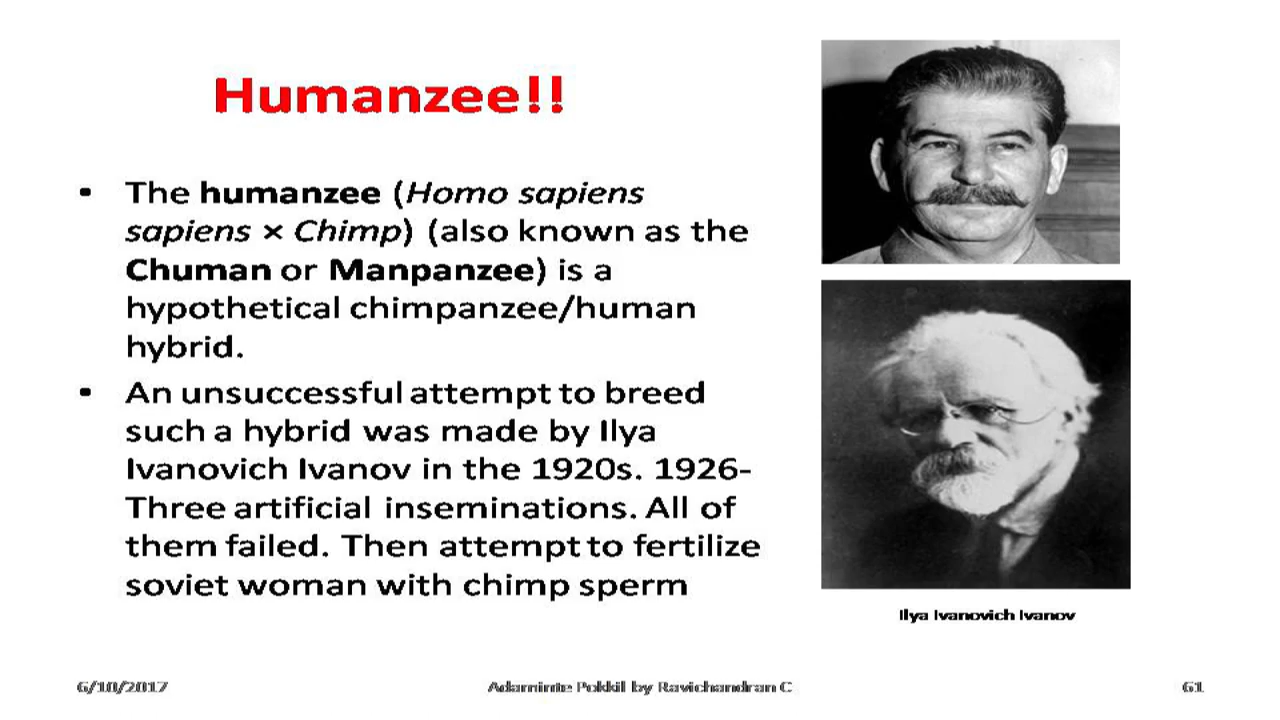 Humanzee!!
• The humanzee (Homo sapiens
sapiens × Chimp) (also known as the
Chuman or Manpanzee) is a
hypothetical chimpanzee/human
hybrid.
• An unsuccessful attempt to breed
such a hybrid was made by Ilya
Ivanovich Ivanov in the 1920s. 1926-
Three artificial inseminations. All of
them failed. Then attempt to fertilize
soviet woman with chimp sperm
Ilya Ivanovich Ivanov
6/10/2017 Adaminte Pokkil by Ravichandran C 61